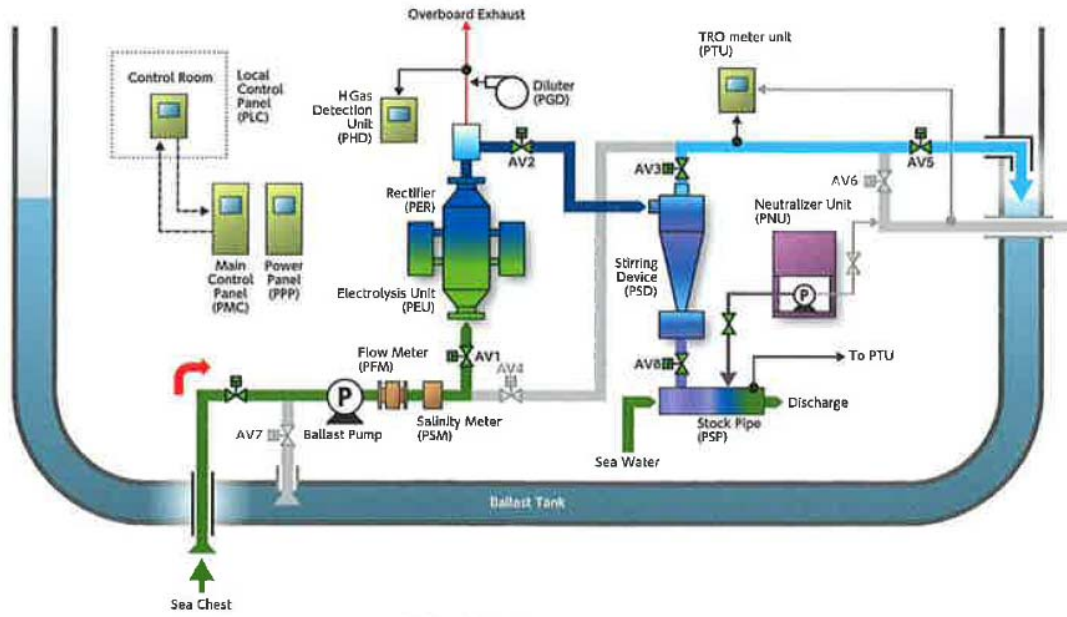 Overboard Exhaust
TRO meter unit
(PTU)
Control Room
Local
Control
Panel
(PLC)
H Gas
Detection
Unit
(PHD)
Diluter
(PGD)
AV2
AV3
AV5
AV6
Rectifier
(PER)
Neutralizer Unit
(PNU)
Main
Control
Panel
(PMC)
Power
Panel
(PPP)
Stirring
Device
(PSD)
P
Electrolysis Unit
(PEU)
Flow Meter
(PFM)
AV1
AV4
AV8
To PTU
P
AV7
Ballast Pump
Salinity Meter
(PSM)
Discharge
Stock Pipe
(PSP)
Sea Water
Ballast Tank
Sea Chest